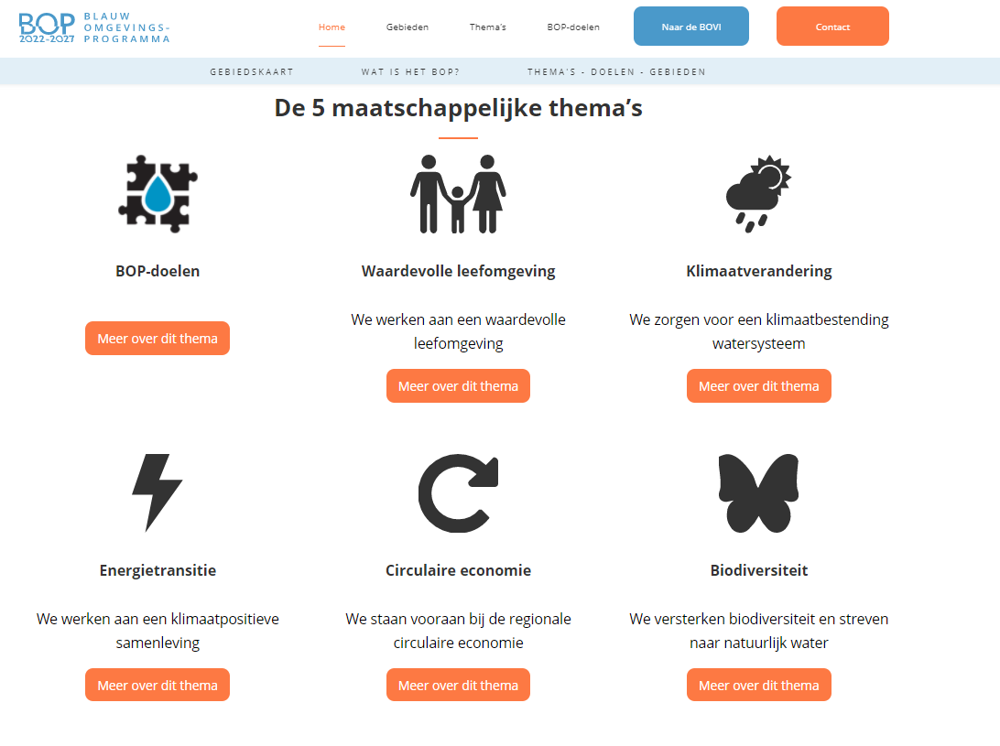 BOP
2022-2027
BLAUW
OMGEVINGS-
PROGRAMMA
Home
Gebieden
Thema's
BOP-doelen
Naar de BOVI
Contact
GEBIEDSKAART
WAT IS HET BOP?
THEMA'S - DOELEN - GEBIEDEN
De 5 maatschappelijke thema's
BOP-doelen
Meer over dit thema
Waardevolle leefomgeving
We werken aan een waardevolle
leefomgeving
Meer over dit thema
Klimaatverandering
We zorgen voor een klimaatbestending
watersysteem
Meer over dit thema
Energietransitie
We werken aan een klimaatpositieve
samenleving
Meer over dit thema
Circulaire economie
We staan vooraan bij de regionale
circulaire economie
Meer over dit thema
Biodiversiteit
We versterken biodiversiteit en streven
naar natuurlijk water
Meer over dit thema